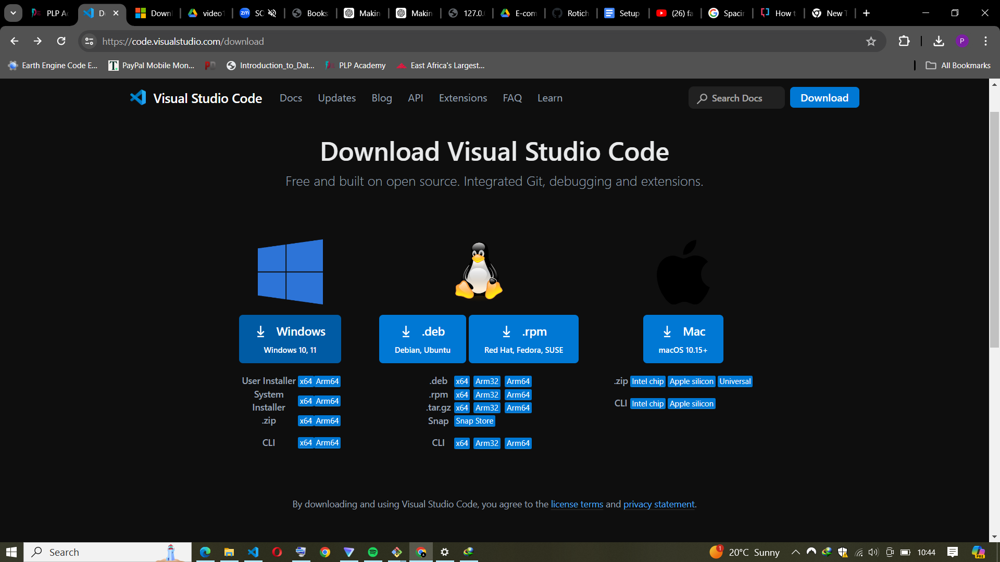 PLP Ac
D
Downl
video1
zm SC
Books
Makin
Makin
127.0.
E-com
Rotich
Setup
(26) fa
Spacin
How t
New T
https://code.visualstudio.com/download
P
Earth Engine Code E...
PayPal Mobile Mon...
Introduction_to_Dat...
PLP Academy
East Africa's Largest...
All Bookmarks
Visual Studio Code Docs Updates Blog API Extensions FAQ Learn Search Docs Download
Download Visual Studio Code
Free and built on open source. Integrated Git, debugging and extensions.
Windows
Windows 10, 11
.deb
Debian, Ubuntu
.rpm
Red Hat, Fedora, SUSE
Mac
macOS 10.15+
User Installer x64 Arm64
System
Installer x64 Arm64
.zip x64 Arm64
CLI x64 Arm64
.deb x64 Arm32 Arm64
.rpm x64 Arm32 Arm64
.tar.gz x64 Arm32 Arm64
Snap Snap Store
CLI x64 Arm32 Arm64
.zip Intel chip Apple silicon Universal
CLI Intel chip Apple silicon
By downloading and using Visual Studio Code, you agree to the license terms and privacy statement.
Search
1
20°C Sunny
10:44
PRE